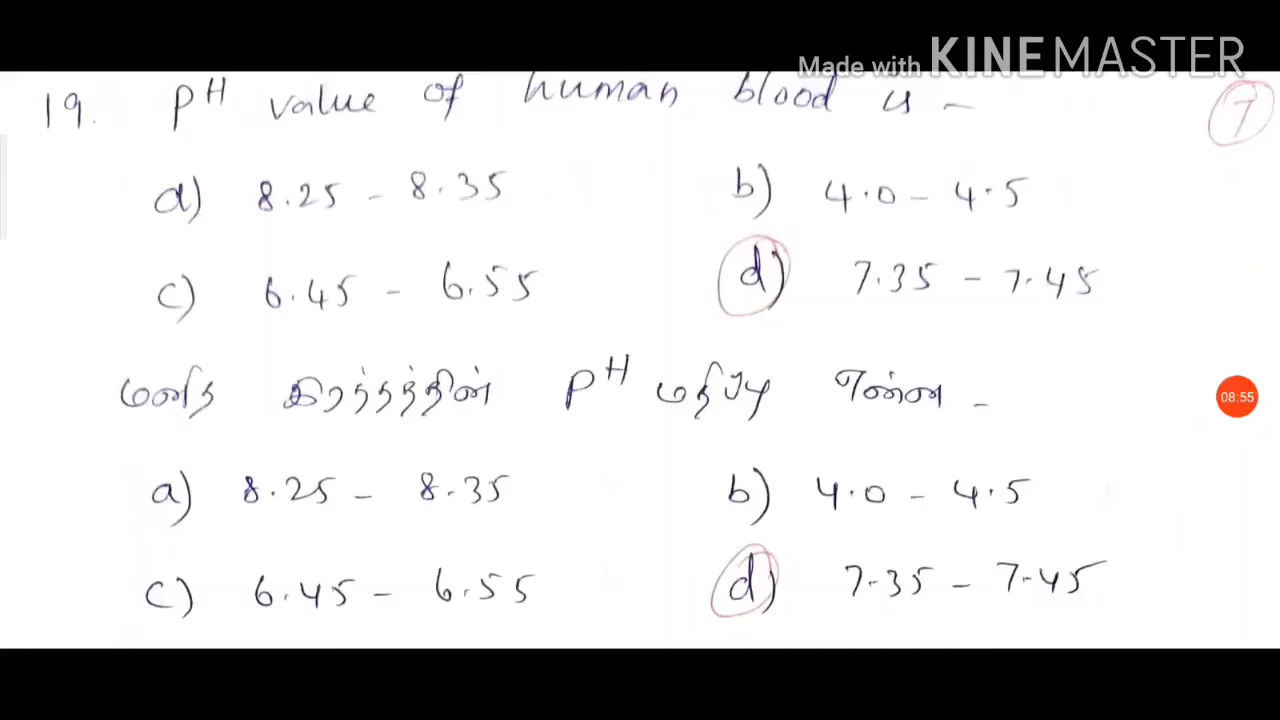 Made with KINEMASTER
19. PH value of human blood is – 7
a) 8.25 – 8.35 b) 4.0 – 4.5
c) 6.45 – 6.55 d) 7.35 – 7.45
மனித இரத்தத்தின் PH மதிப்பு என்ன –
08:55
a) 8.25 – 8.35 b) 4.0 – 4.5
c) 6.45 – 6.55 d) 7.35 – 7.45